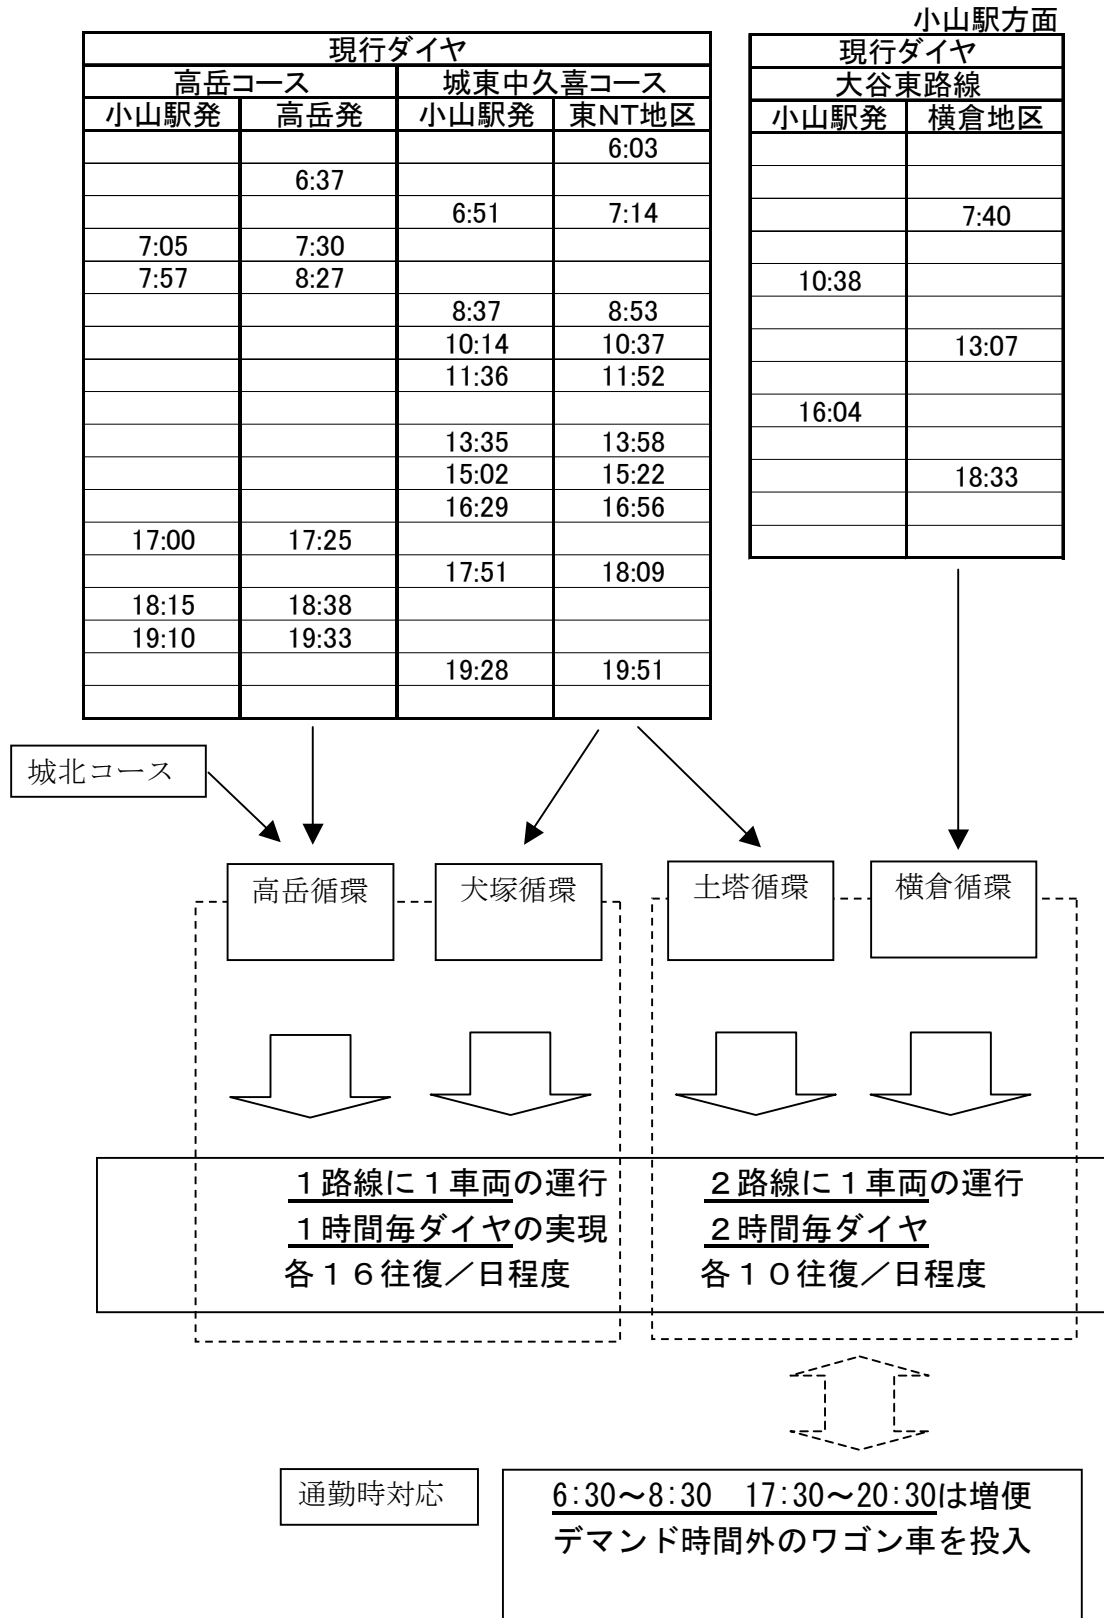 小山駅方面
現行ダイヤ
高岳コース 城東中久喜コース
小山駅発 高岳発 小山駅発 東NT地区
6:03
6:37
6:51 7:14
7:05 7:30
7:57 8:27
8:37 8:53
10:14 10:37
11:36 11:52
13:35 13:58
15:02 15:22
16:29 16:56
17:00 17:25
17:51 18:09
18:15 18:38
19:10 19:33
19:28 19:51
現行ダイヤ
大谷東路線
小山駅発 横倉地区
7:40
10:38
13:07
16:04
18:33
城北コース
高岳循環
犬塚循環
土塔循環
横倉循環
1路線に1車両の運行
1時間毎ダイヤの実現
各16往復／日程度
2路線に1車両の運行
2時間毎ダイヤ
各10往復／日程度
通勤時対応
6:30～8:30 17:30～20:30は増便
デマンド時間外のワゴン車を投入